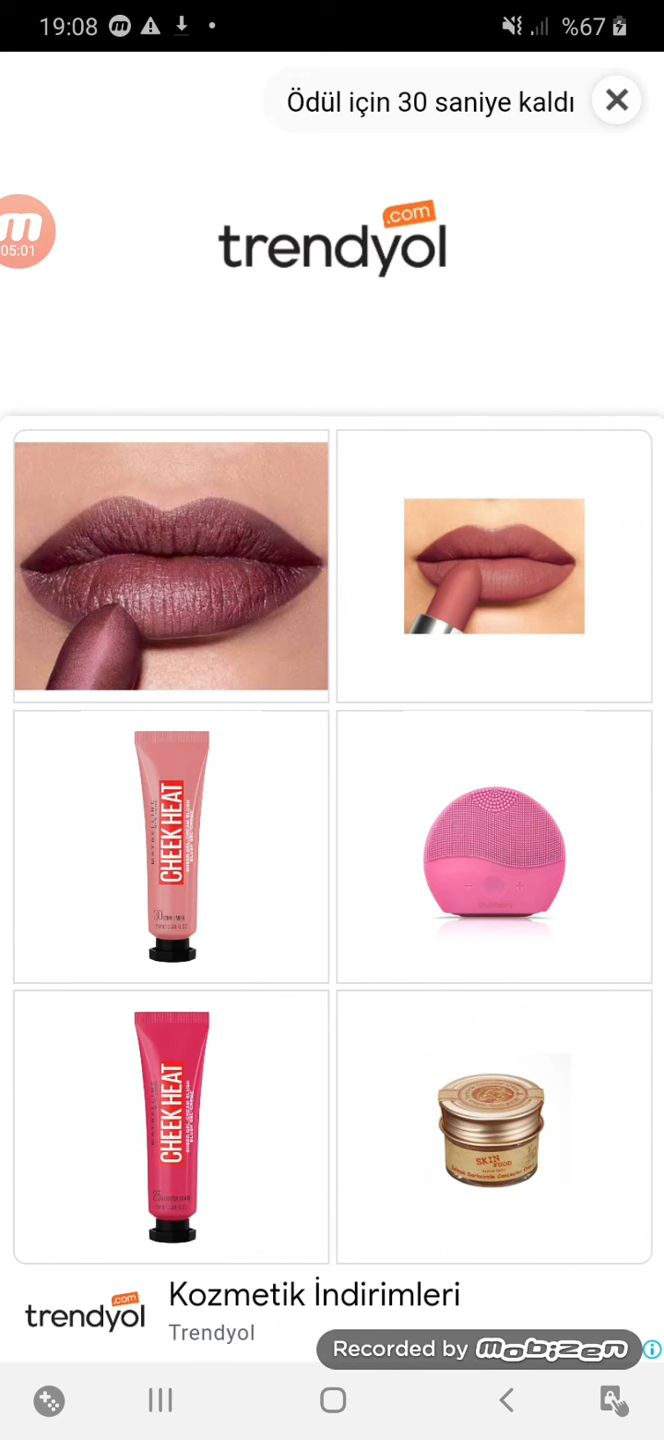 19:08
%67
Ödül için 30 saniye kaldı
05:01
trendyol
.com
MAYBELLINE
CHEEK HEAT
CHEEK HEAT
SKIN
FOOD
trendyol
.com
Kozmetik İndirimleri
Trendyol
Recorded by mobizen